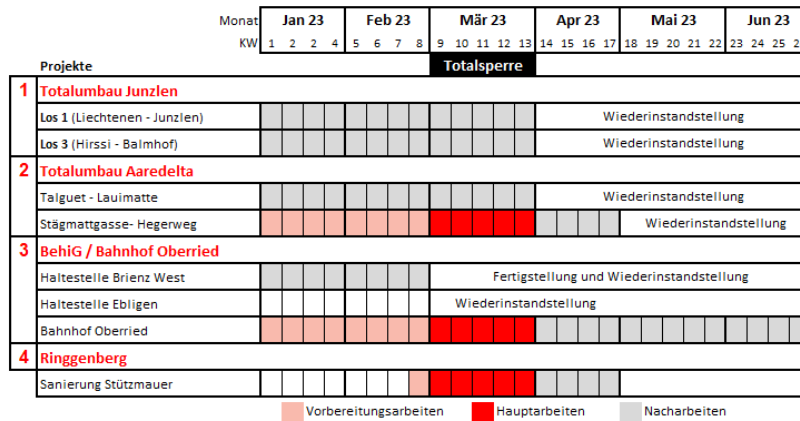 Monat Jan 23 Feb 23 Mär 23 Apr 23 Mai 23 Jun 23
KW 1 2 2 4 5 6 7 8 9 10 11 12 13 14 15 16 17 18 19 20 21 22 23 24 25 2
Projekte Totalsperre
1 Totalumbau Junzlen
Los 1 (Liechtenen - Junzlen) Wiederinstandstellung
Los 3 (Hirssi - Balmhof) Wiederinstandstellung
2 Totalumbau Aaredelta
Talguet - Lauimatte Wiederinstandstellung
Stägmattgasse- Hegerweg Wiederinstandstellung
3 BehiG / Bahnhof Oberried
Haltestelle Brienz West Fertigstellung und Wiederinstandstellung
Haltestelle Ebligen Wiederinstandstellung
Bahnhof Oberried
4 Ringgenberg
Sanierung Stützmauer
Vorbereitungsarbeiten Hauptarbeiten Nacharbeiten